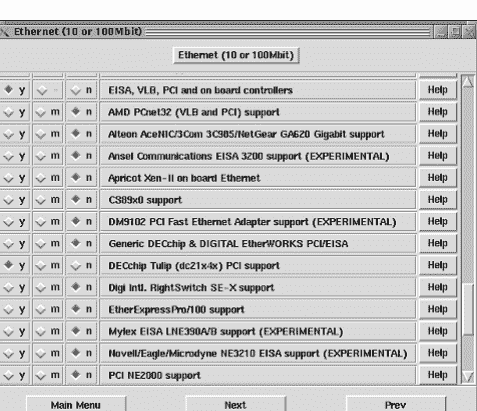 Ethernet (10 or 100Mbit)
Ethernet (10 or 100Mbit)
y - n EISA, VLB, PCI and on board controllers Help
y m n AMD PCnet32 (VLB and PCI) support Help
y m n Alteon AceNIC/3Com 3C985/NetGear GA620 Gigabit support Help
y m n Ansel Communications EISA 3200 support (EXPERIMENTAL) Help
y m n Apricot Xen-II on board Ethernet Help
y m n CS89x0 support Help
y m n DM9102 PCI Fast Ethernet Adapter support (EXPERIMENTAL) Help
y m n Generic DECchip & DIGITAL EtherWORKS PCI/EISA Help
y m n DECchip Tulip (dc21x4x) PCI support Help
y m n Digi Intl. RightSwitch SE-X support Help
y m n EtherExpressPro/100 support Help
y m n Mylex EISA LNE390A/B support (EXPERIMENTAL) Help
y m n Novell/Eagle/Microdyne NE3210 EISA support (EXPERIMENTAL) Help
y m n PCI NE2000 support Help
Main Menu Next Prev